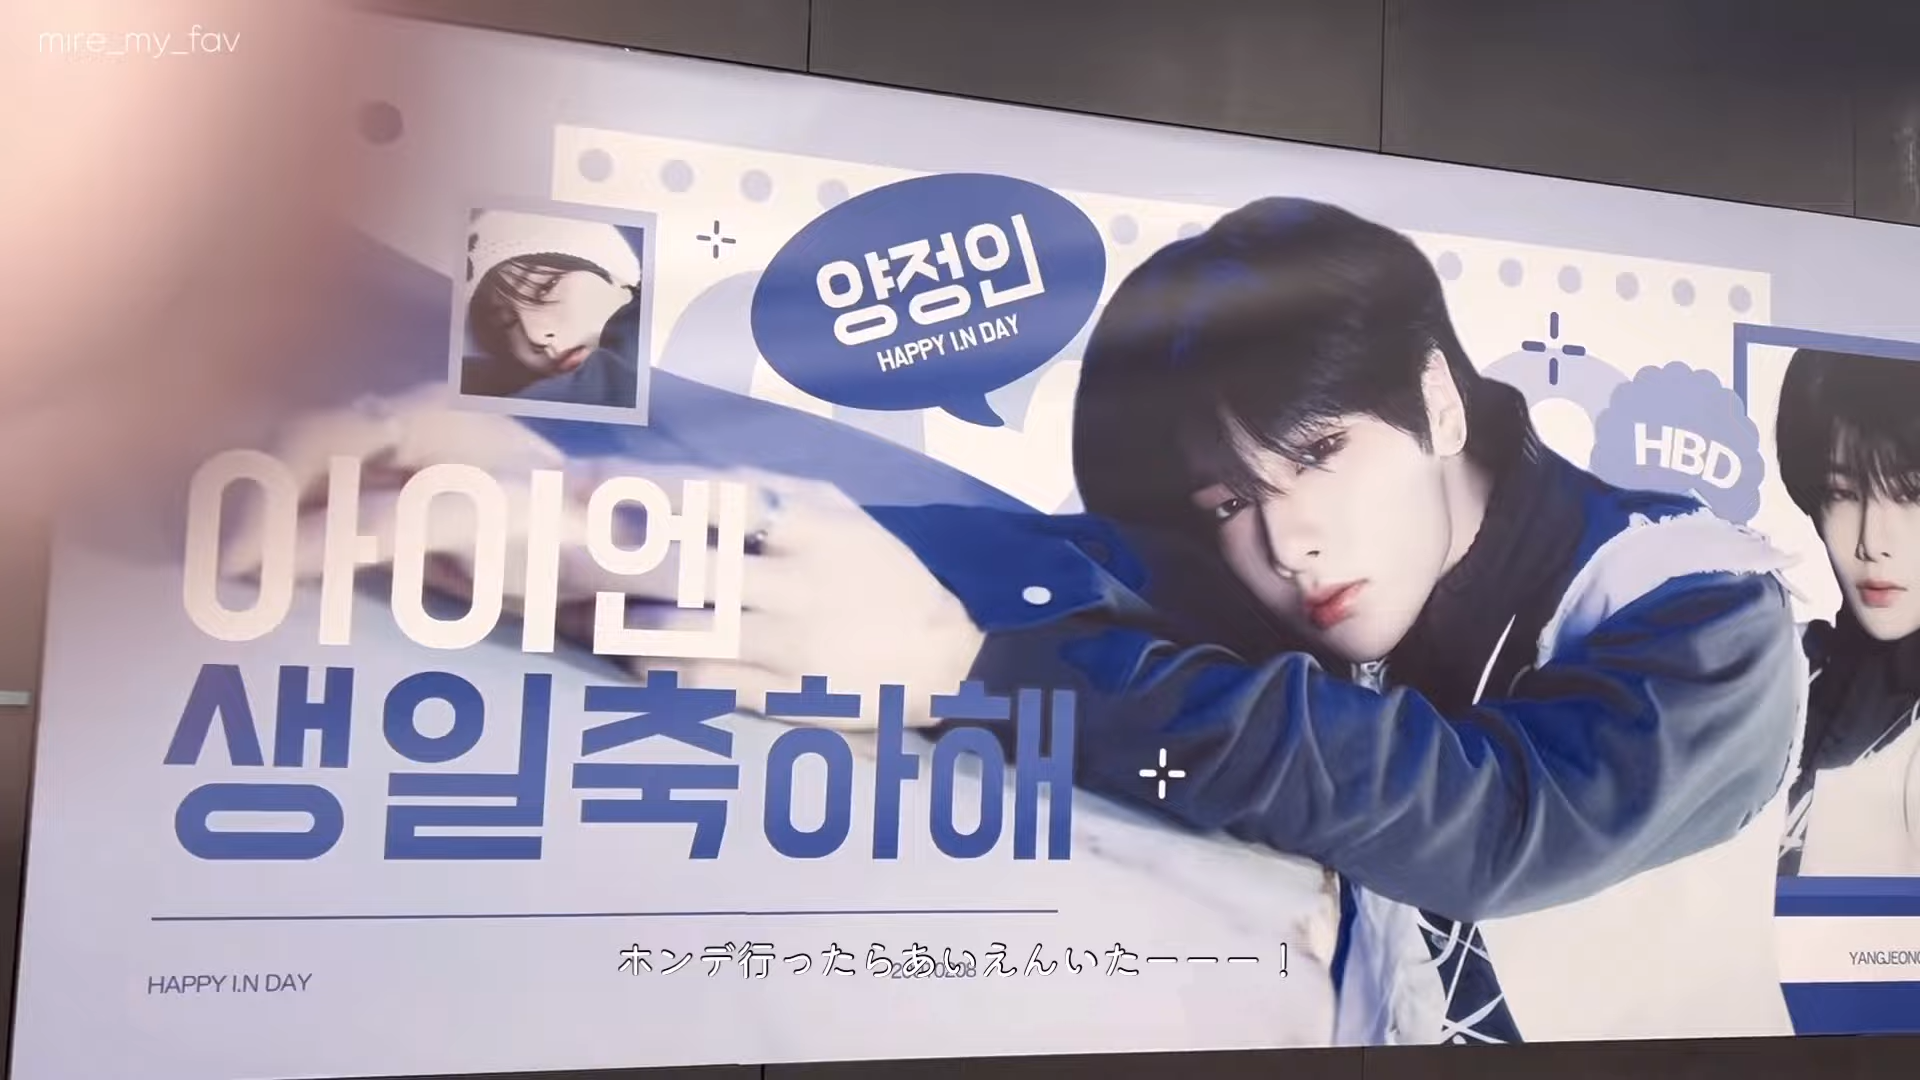 mire_my_fav
양정인
HAPPY I.N DAY
HBD
아이엔
생일축하해
HAPPY I.N DAY
ホンデ行ったらあいえんいたーーー！
YANGJEONG